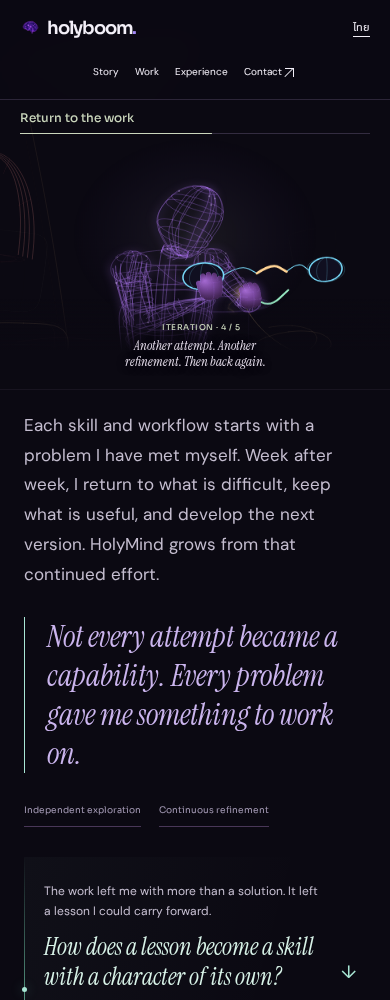 holyboom.
ไทย
Story
Work
Experience
Contact
Return to the work
ITERATION · 4 / 5
Another attempt. Another
refinement. Then back again.
Each skill and workflow starts with a
problem I have met myself. Week after
week, I return to what is difficult, keep
what is useful, and develop the next
version. HolyMind grows from that
continued effort.
Not every attempt became a
capability. Every problem
gave me something to work
on.
Independent exploration
Continuous refinement
The work left me with more than a solution. It left
a lesson I could carry forward.
How does a lesson become a skill
with a character of its own?